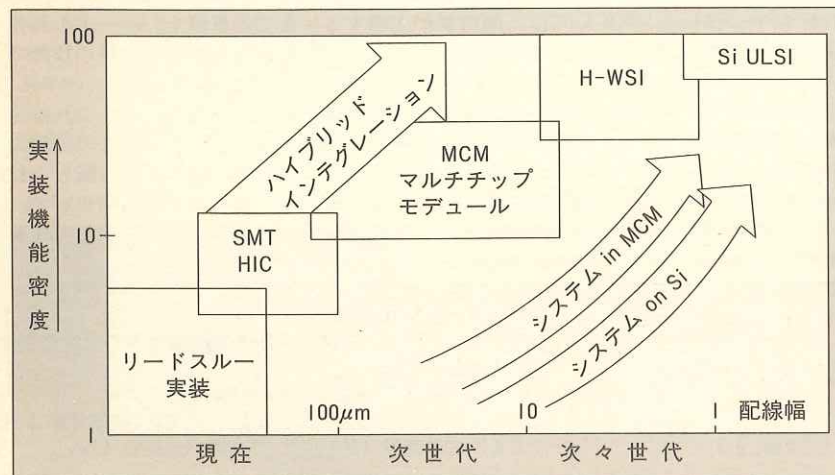 100
10
1
実装機能密度
Si ULSI
H-WSI
ハイブリッド
インテグレーション
MCM
マルチチップ
モデュール
SMT
HIC
システム in MCM
システム on Si
リードスルー
実装
100μm
10
1
配線幅
現在
次世代
次々世代